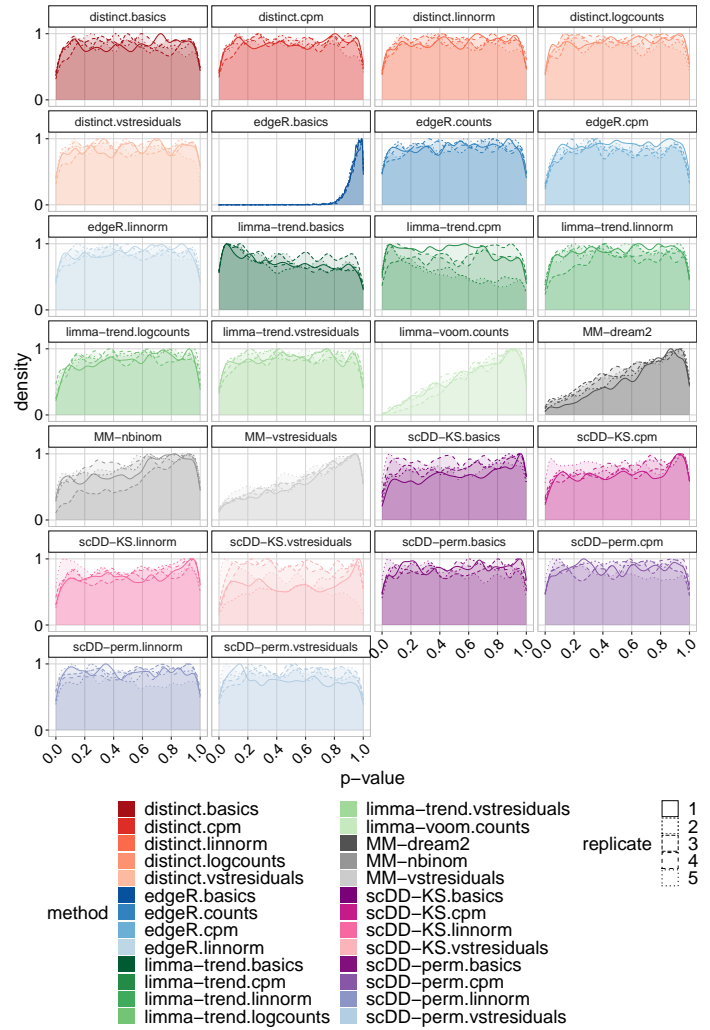 distinct.basics distinct.cpm distinct.linnorm distinct.logcounts
1
0
distinct.vstresiduals edgeR.basics edgeR.counts edgeR.cpm
1
0
edgeR.linnorm limma−trend.basics limma−trend.cpm limma−trend.linnorm
1
0
limma−trend.logcounts limma−trend.vstresiduals limma−voom.counts MM−dream2
1
0
density
MM−nbinom MM−vstresiduals scDD−KS.basics scDD−KS.cpm
1
0
scDD−KS.linnorm scDD−KS.vstresiduals scDD−perm.basics scDD−perm.cpm
1
0
0.0 0.2 0.4 0.6 0.8 1.0 0.0 0.2 0.4 0.6 0.8 1.0
scDD−perm.linnorm scDD−perm.vstresiduals
1
0
0.0 0.2 0.4 0.6 0.8 1.0 0.0 0.2 0.4 0.6 0.8 1.0
p−value
method
distinct.basics
distinct.cpm
distinct.linnorm
distinct.logcounts
distinct.vstresiduals
edgeR.basics
edgeR.counts
edgeR.cpm
edgeR.linnorm
limma−trend.basics
limma−trend.cpm
limma−trend.linnorm
limma−trend.logcounts
limma−trend.vstresiduals
limma−voom.counts
MM−dream2
MM−nbinom
MM−vstresiduals
scDD−KS.basics
scDD−KS.cpm
scDD−KS.linnorm
scDD−KS.vstresiduals
scDD−perm.basics
scDD−perm.cpm
scDD−perm.linnorm
scDD−perm.vstresiduals
replicate
1
2
3
4
5